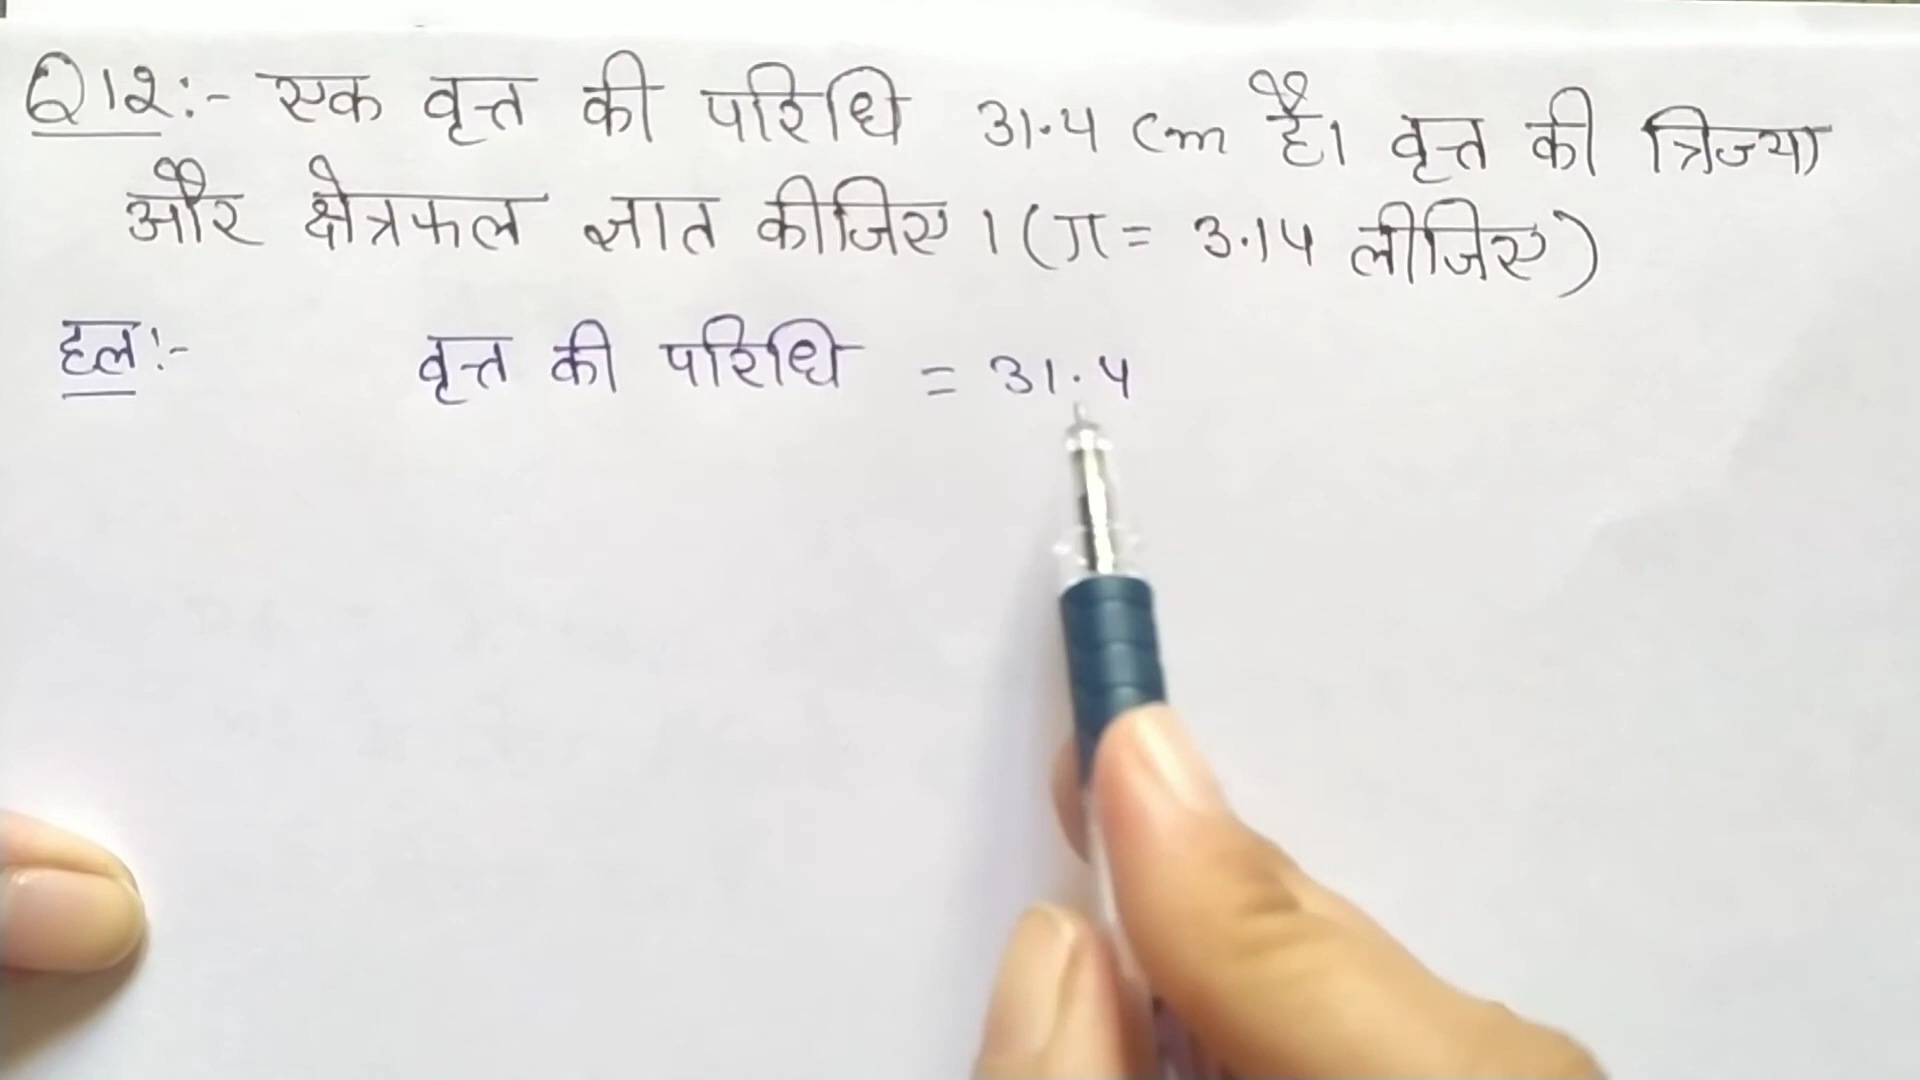 Q12:- एक वृत्त की परिधि 31.4 cm है। वृत्त की त्रिज्या
और क्षेत्रफल ज्ञात कीजिए। (π = 3.14 लीजिए)
हल:- वृत्त की परिधि = 31.4